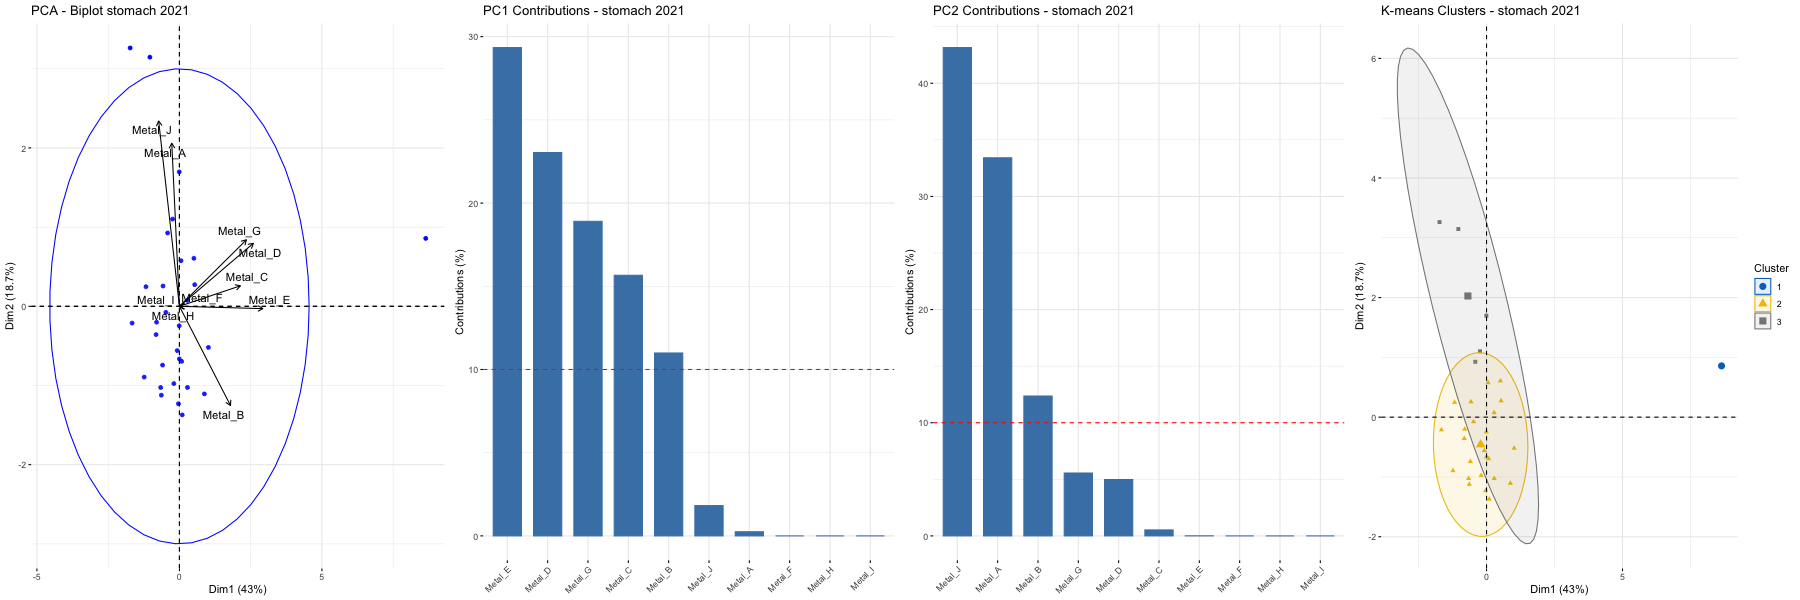 PCA - Biplot stomach 2021
Dim2 (18.7%)
2
0
-2
Metal_J
Metal_A
Metal_G
Metal_D
Metal_C
Metal_I
Metal_F
Metal_E
Metal_H
Metal_B
-5
0
5
Dim1 (43%)
PC1 Contributions - stomach 2021
Contributions (%)
30
20
10
0
Metal_E
Metal_D
Metal_G
Metal_C
Metal_B
Metal_J
Metal_A
Metal_F
Metal_H
Metal_I
PC2 Contributions - stomach 2021
Contributions (%)
40
30
20
10
0
Metal_J
Metal_A
Metal_B
Metal_G
Metal_D
Metal_C
Metal_E
Metal_F
Metal_H
Metal_I
K-means Clusters - stomach 2021
Dim2 (18.7%)
6
4
2
0
-2
0
5
Dim1 (43%)
Cluster
1
2
3